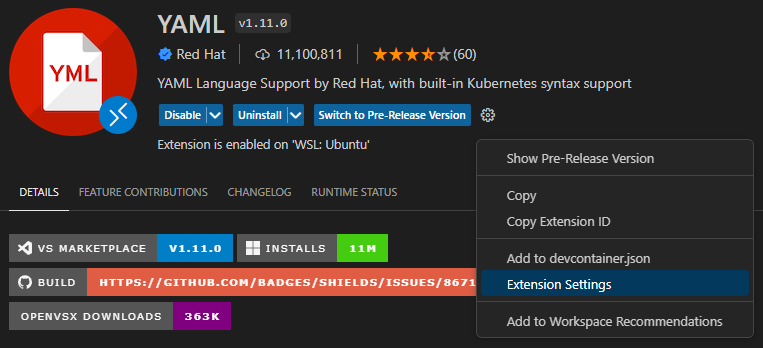 YAML v1.11.0
YML
Red Hat 11,100,811 (60)
YAML Language Support by Red Hat, with built-in Kubernetes syntax support
Disable Uninstall Switch to Pre-Release Version
Extension is enabled on 'WSL: Ubuntu'
Show Pre-Release Version
Copy
Copy Extension ID
Add to devcontainer.json
Extension Settings
Add to Workspace Recommendations
DETAILS FEATURE CONTRIBUTIONS CHANGELOG RUNTIME STATUS
VS MARKETPLACE V1.11.0 INSTALLS 11M
BUILD HTTPS://GITHUB.COM/BADGES/SHIELDS/ISSUES/8671
OPENVSX DOWNLOADS 363K